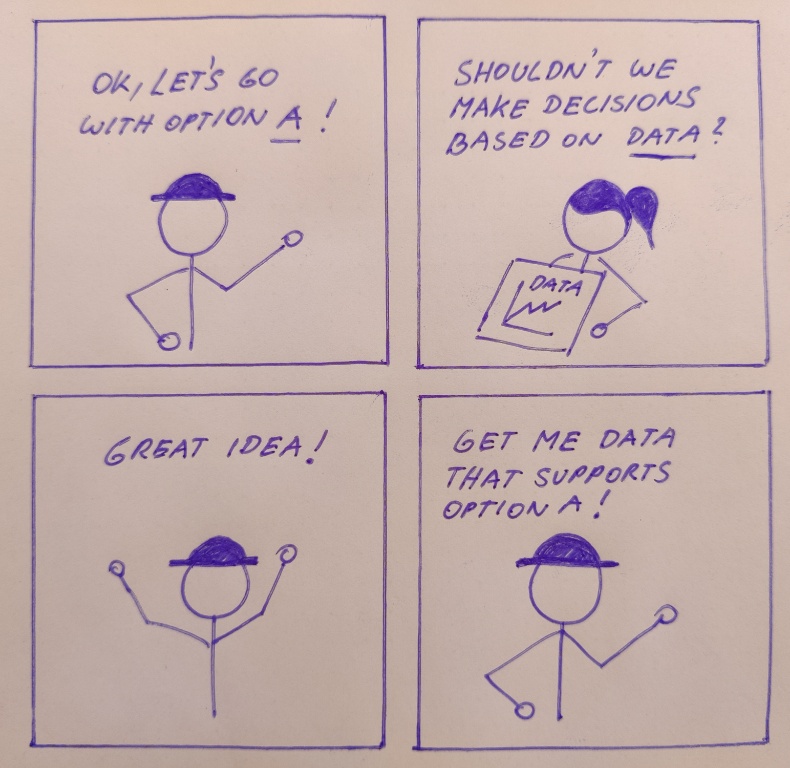 OK, LET'S GO
WITH OPTION A !
SHOULDN'T WE
MAKE DECISIONS
BASED ON DATA?
DATA
GREAT IDEA!
GET ME DATA
THAT SUPPORTS
OPTION A!